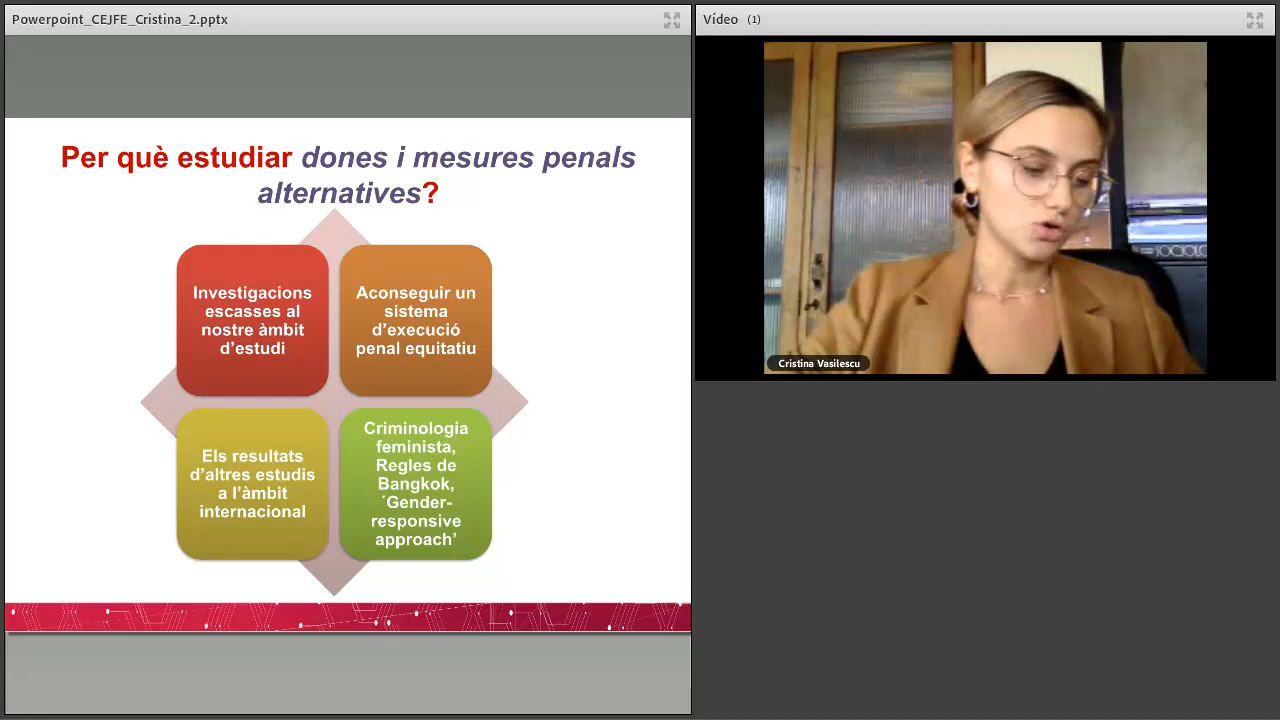 Powerpoint_CEJFE_Cristina_2.pptx
Per què estudiar dones i mesures penals
alternatives?
Investigacions
escasses al
nostre àmbit
d'estudi
Aconseguir un
sistema
d'execució
penal equitatiu
Els resultats
d'altres estudis
a l'àmbit
internacional
Criminologia
feminista,
Regles de
Bangkok,
´Gender-
responsive
approach'
Vídeo (1)
SOCIOLO
Cristina Vasilescu